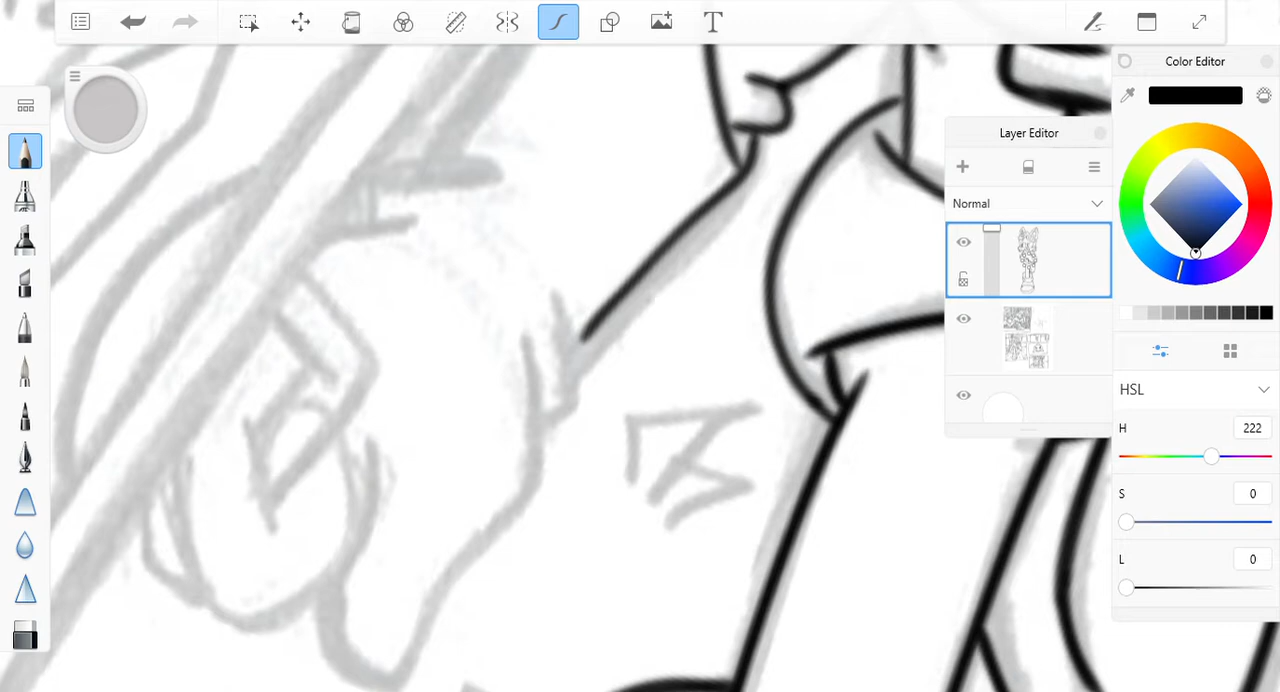 T
Color Editor
Layer Editor
Normal
HSL
H 222
S 0
L 0